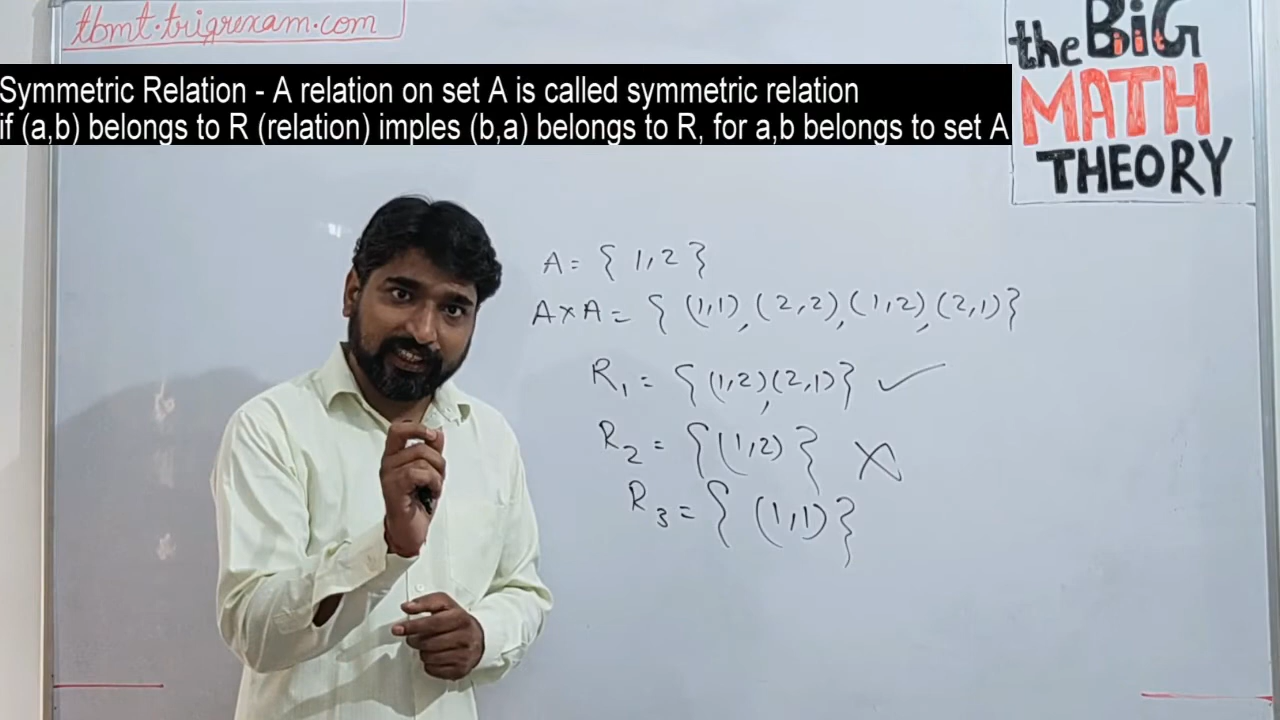 tbmt.trigrexam.com
the BiG
iit
MATH
THEORY
Symmetric Relation - A relation on set A is called symmetric relation
if (a,b) belongs to R (relation) imples (b,a) belongs to R, for a,b belongs to set A
A = { 1,2 }
A×A = { (1,1), (2,2), (1,2), (2,1) }
R1 = { (1,2), (2,1) } ✓
R2 = { (1,2) } X
R3 = { (1,1) }